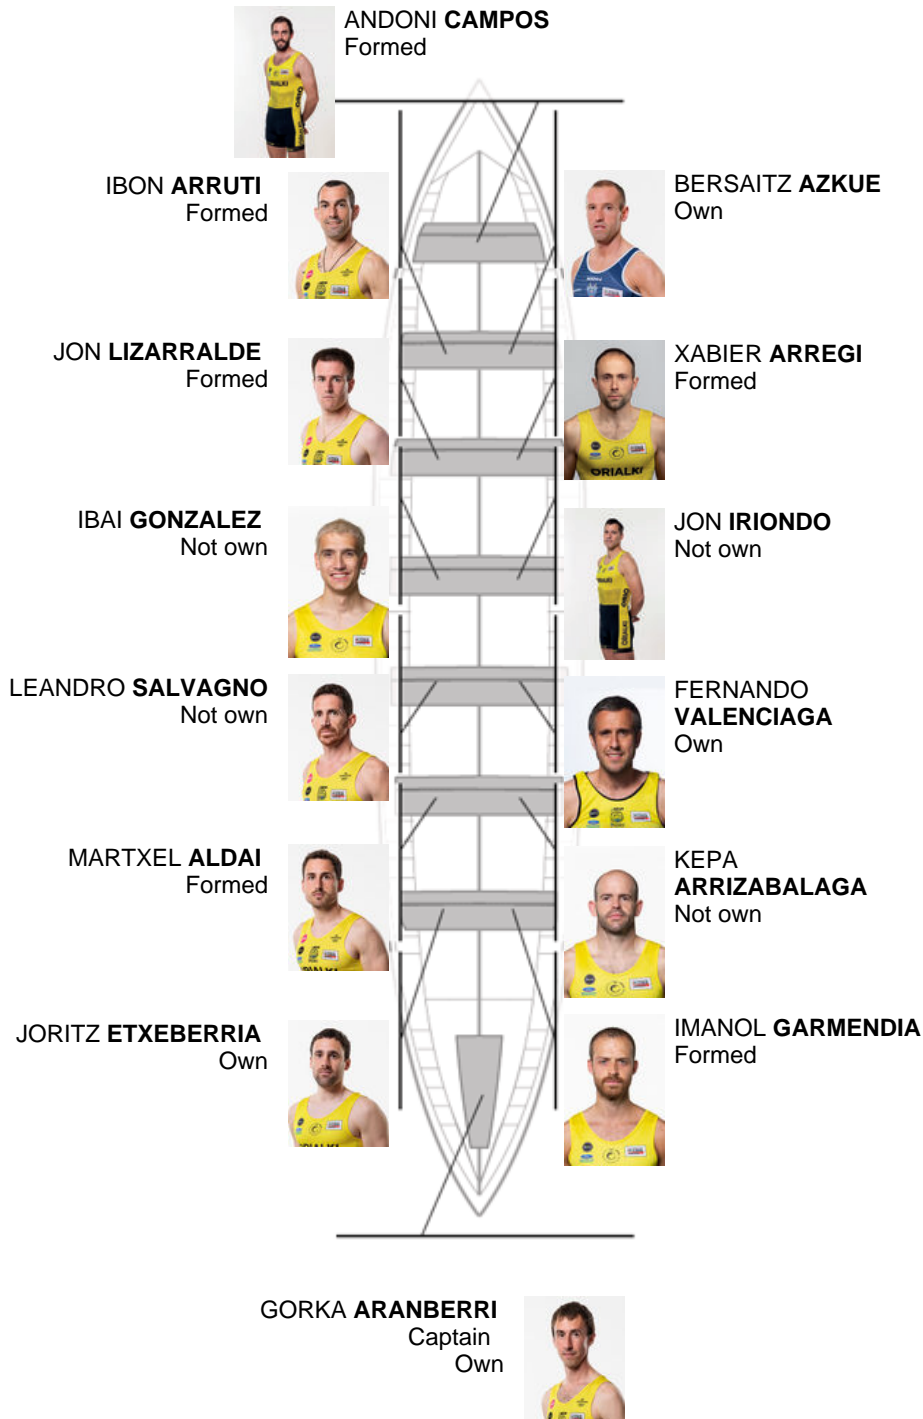 ANDONI CAMPOS
Formed
IBON ARRUTI
Formed
BERSAITZ AZKUE
Own
JON LIZARRALDE
Formed
XABIER ARREGI
Formed
ORIALKI
IBAI GONZALEZ
Not own
JON IRIONDO
Not own
LEANDRO SALVAGNO
Not own
FERNANDO
VALENCIAGA
Own
MARTXEL ALDAI
Formed
KEPA
ARRIZABALAGA
Not own
JORITZ ETXEBERRIA
Own
IMANOL GARMENDIA
Formed
GORKA ARANBERRI
Captain
Own